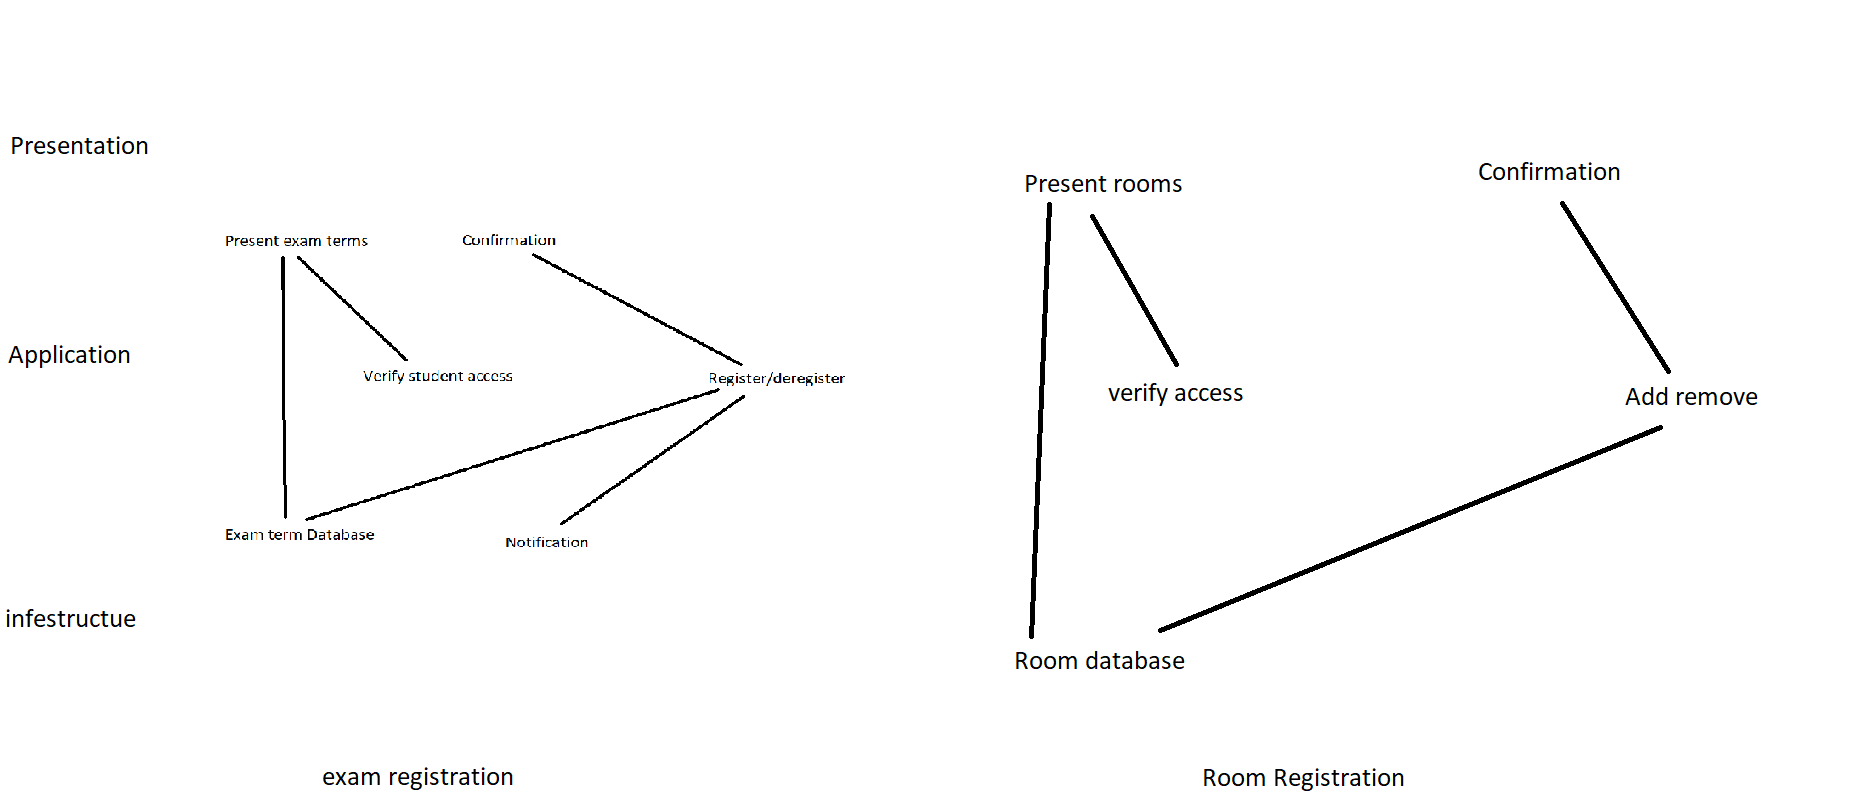 Presentation
Present rooms
Confirmation
Present exam terms
Confirmation
Application
Verify student access
Register/deregister
verify access
Add remove
Exam term Database
Notification
infestructue
Room database
exam registration
Room Registration